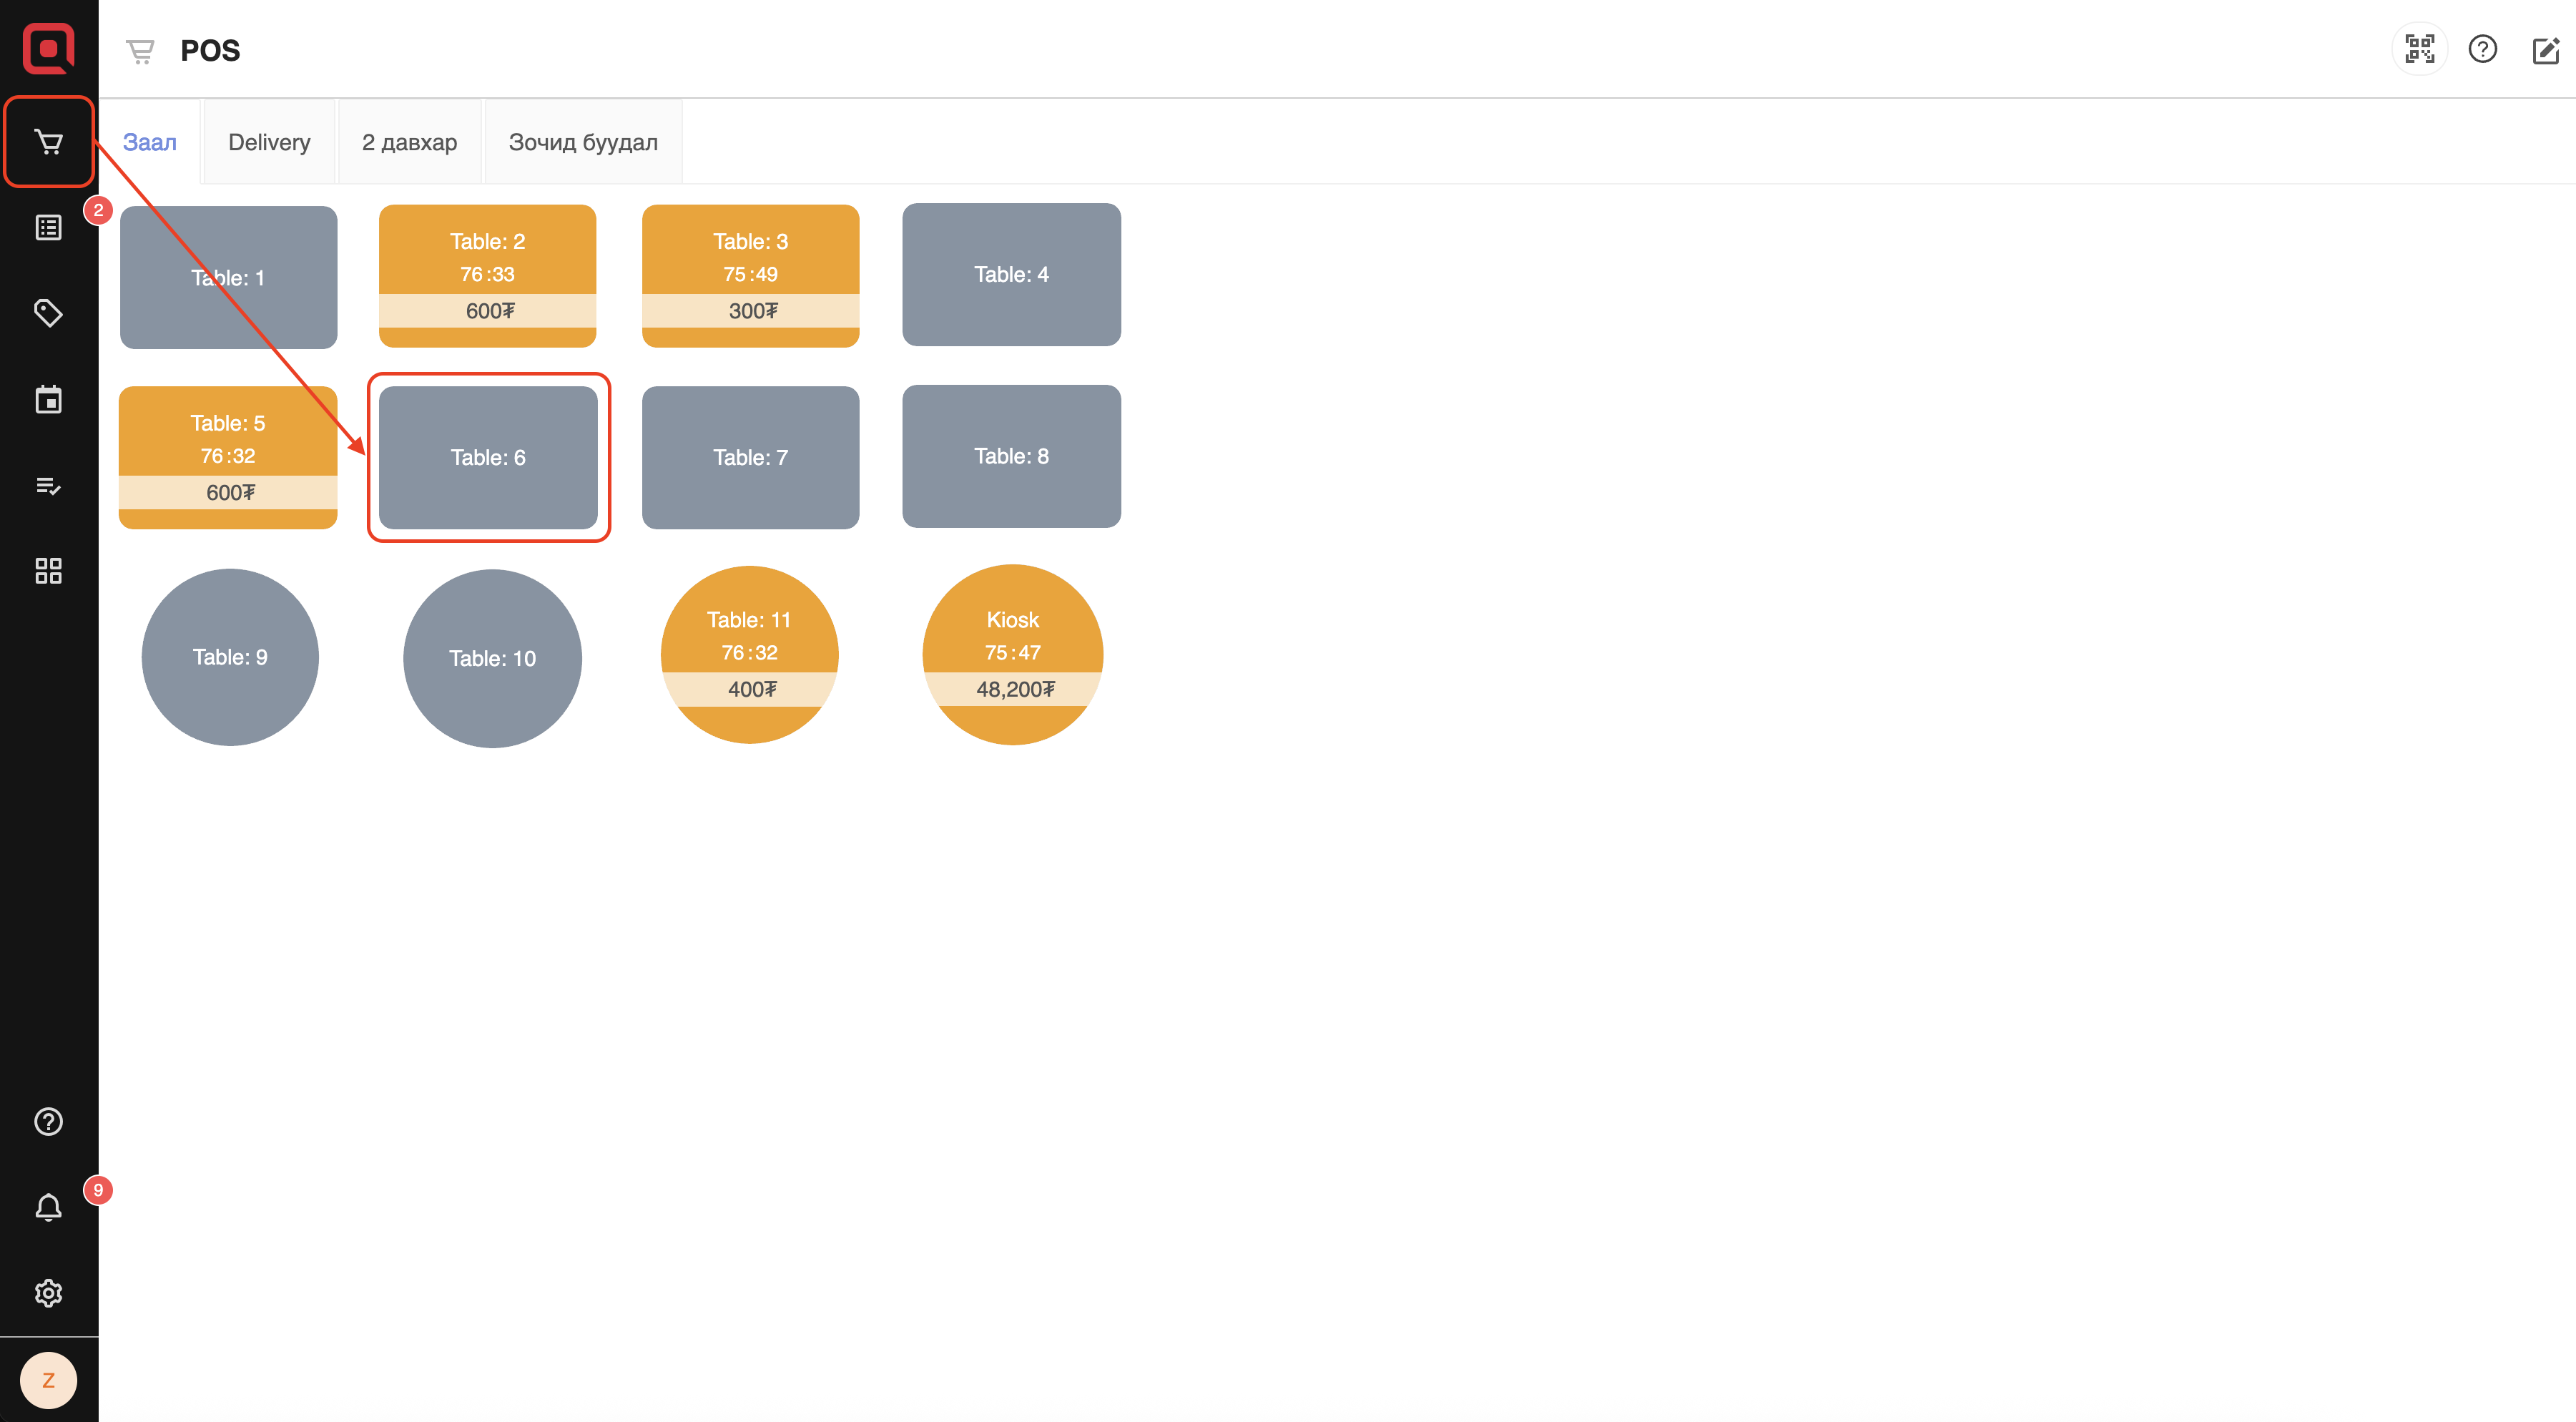 POS
Заал
Delivery
2 давхар
Зочид буудал
2
Table: 1
Table: 2
76:33
600₮
Table: 3
75:49
300₮
Table: 4
Table: 5
76:32
600₮
Table: 6
Table: 7
Table: 8
Table: 9
Table: 10
Table: 11
76:32
400₮
Kiosk
75:47
48,200₮
9
Z